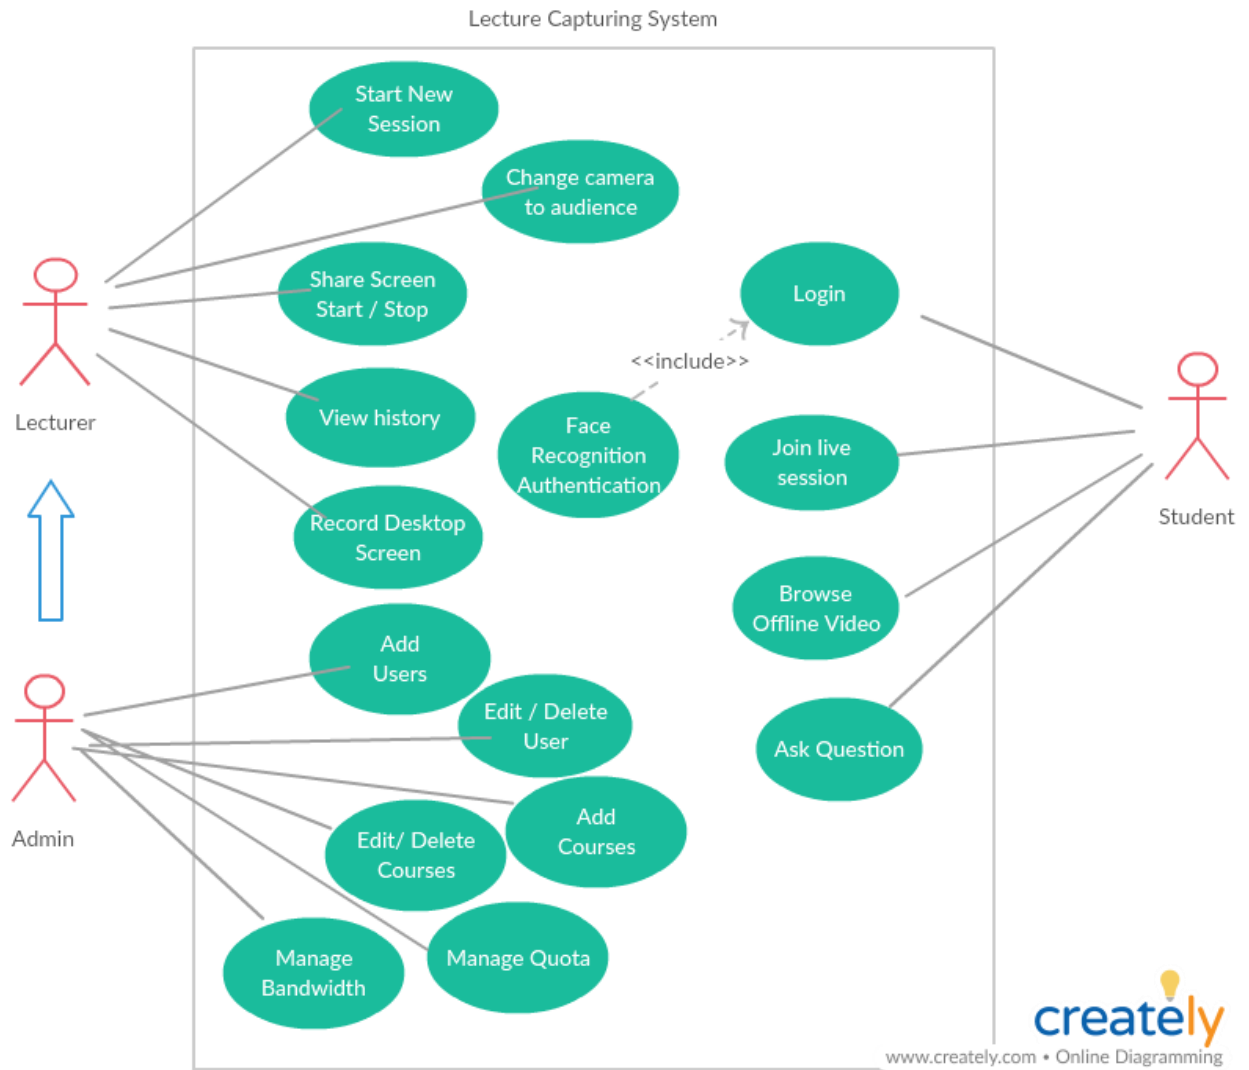 Lecture Capturing System
Start New
Session
Change camera
to audience
Share Screen
Start / Stop
Login
<<include>>
Lecturer
View history
Face
Recognition
Authentication
Join live
session
Student
Record Desktop
Screen
Browse
Offline Video
Add
Users
Edit / Delete
User
Ask Question
Admin
Add
Courses
Edit/ Delete
Courses
Manage
Bandwidth
Manage Quota
creately
www.creately.com • Online Diagramming